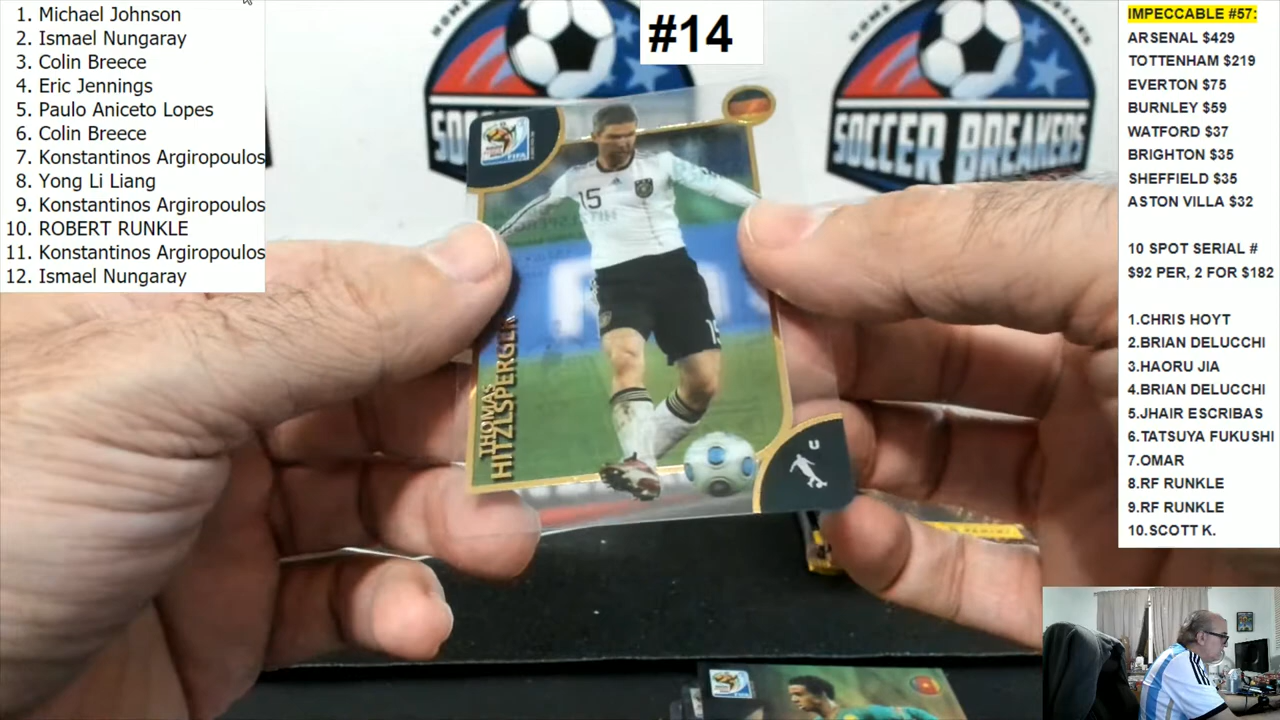 1. Michael Johnson
2. Ismael Nungaray
3. Colin Breece
4. Eric Jennings
5. Paulo Aniceto Lopes
6. Colin Breece
7. Konstantinos Argiropoulos
8. Yong Li Liang
9. Konstantinos Argiropoulos
10. ROBERT RUNKLE
11. Konstantinos Argiropoulos
12. Ismael Nungaray
#14
SOCCER BREAKERS
FIFA
15
15
THOMAS
HITZLSPERGER
IMPECCABLE #57:
ARSENAL $429
TOTTENHAM $219
EVERTON $75
BURNLEY $59
WATFORD $37
BRIGHTON $35
SHEFFIELD $35
ASTON VILLA $32
10 SPOT SERIAL #
$92 PER, 2 FOR $182
1.CHRIS HOYT
2.BRIAN DELUCCHI
3.HAORU JIA
4.BRIAN DELUCCHI
5.JHAIR ESCRIBAS
6.TATSUYA FUKUSHI
7.OMAR
8.RF RUNKLE
9.RF RUNKLE
10.SCOTT K.